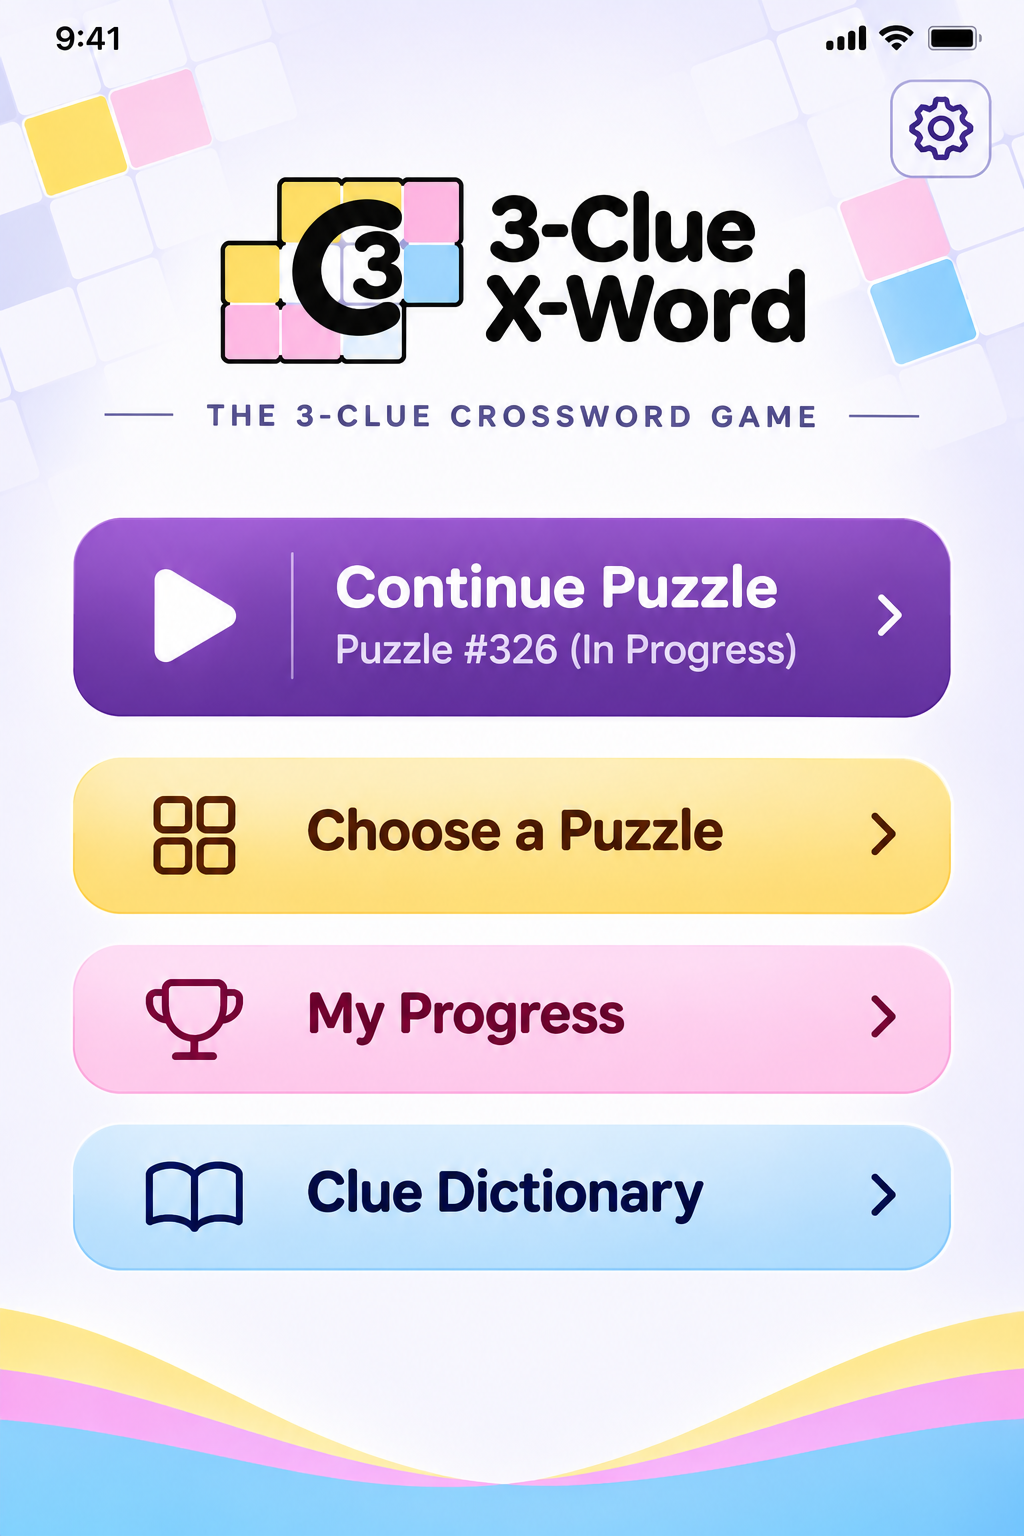 9:41
C3
3-Clue
X-Word
THE 3-CLUE CROSSWORD GAME
Continue Puzzle
Puzzle #326 (In Progress)
Choose a Puzzle
My Progress
Clue Dictionary